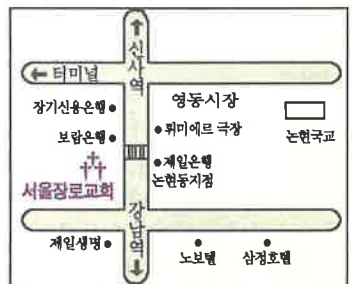 ↑
신사역
← 터미널
영동시장
장기신용은행
뤼미에르 극장
논현국교
보람은행
제일은행
논현동지점
서울장로교회
강남역
↓
제일생명
노보텔
삼정호텔